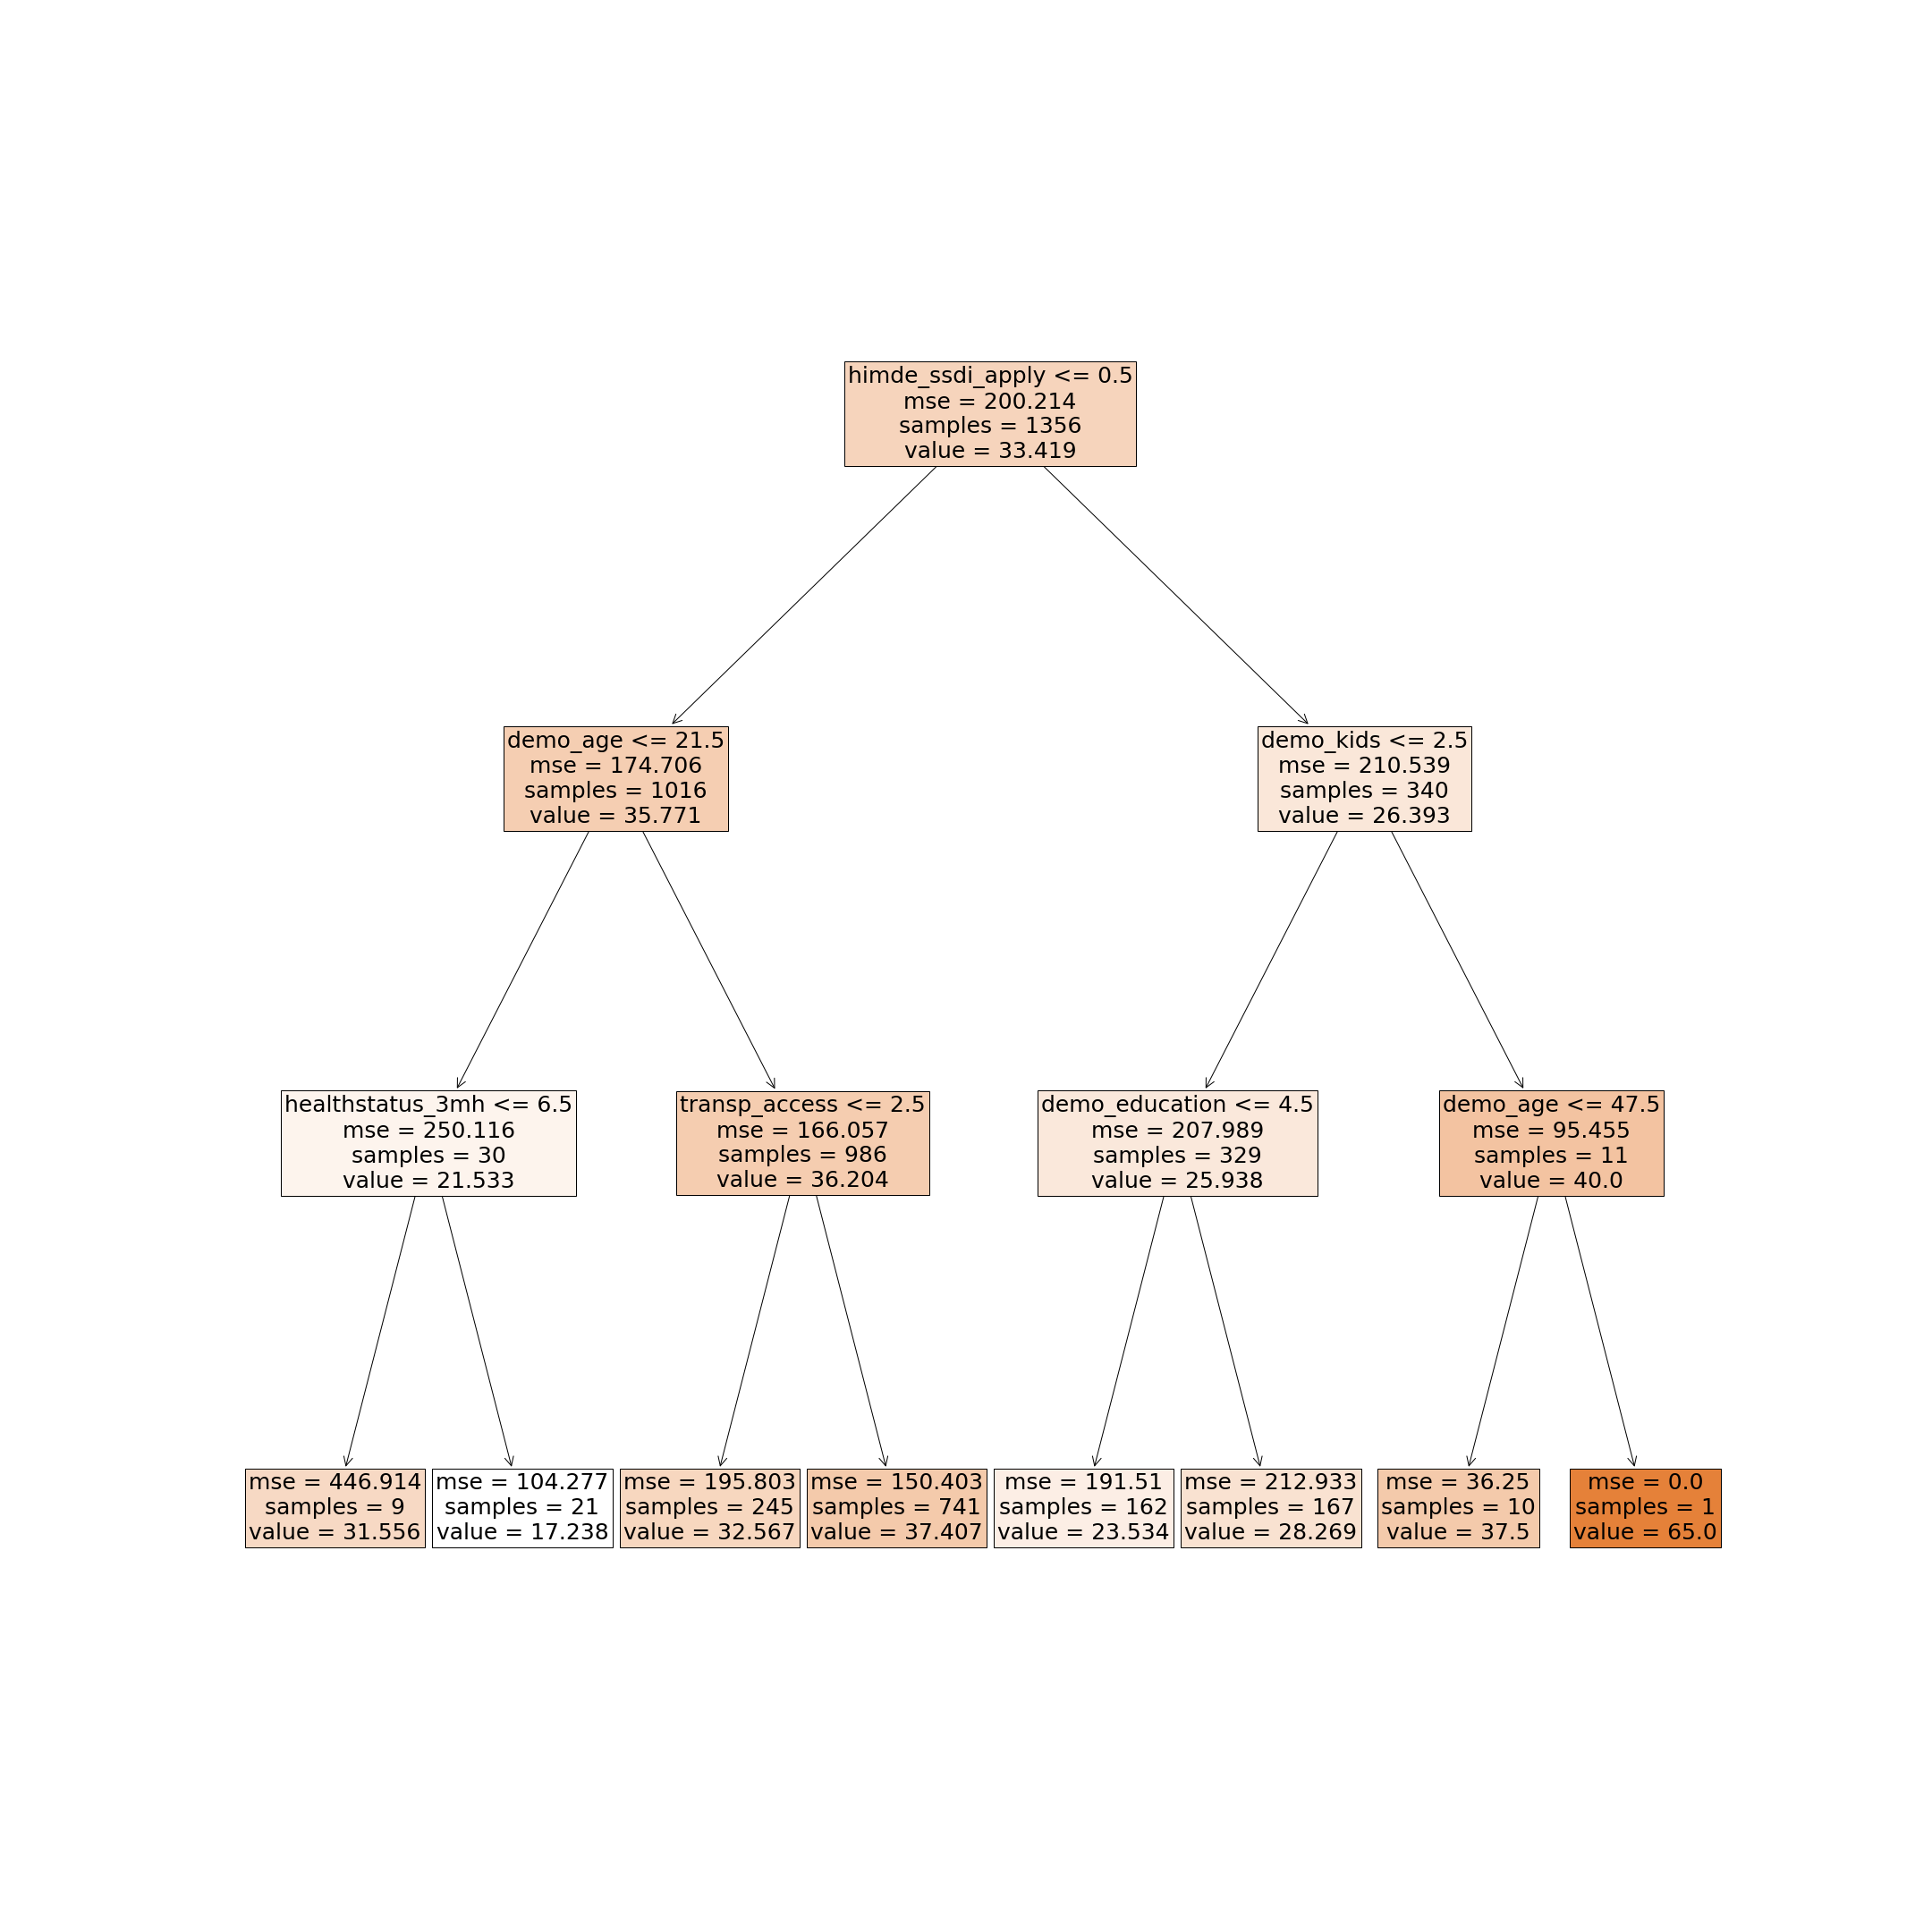 himde_ssdi_apply <= 0.5
mse = 200.214
samples = 1356
value = 33.419
demo_age <= 21.5
mse = 174.706
samples = 1016
value = 35.771
demo_kids <= 2.5
mse = 210.539
samples = 340
value = 26.393
healthstatus_3mh <= 6.5
mse = 250.116
samples = 30
value = 21.533
transp_access <= 2.5
mse = 166.057
samples = 986
value = 36.204
demo_education <= 4.5
mse = 207.989
samples = 329
value = 25.938
demo_age <= 47.5
mse = 95.455
samples = 11
value = 40.0
mse = 446.914
samples = 9
value = 31.556
mse = 104.277
samples = 21
value = 17.238
mse = 195.803
samples = 245
value = 32.567
mse = 150.403
samples = 741
value = 37.407
mse = 191.51
samples = 162
value = 23.534
mse = 212.933
samples = 167
value = 28.269
mse = 36.25
samples = 10
value = 37.5
mse = 0.0
samples = 1
value = 65.0